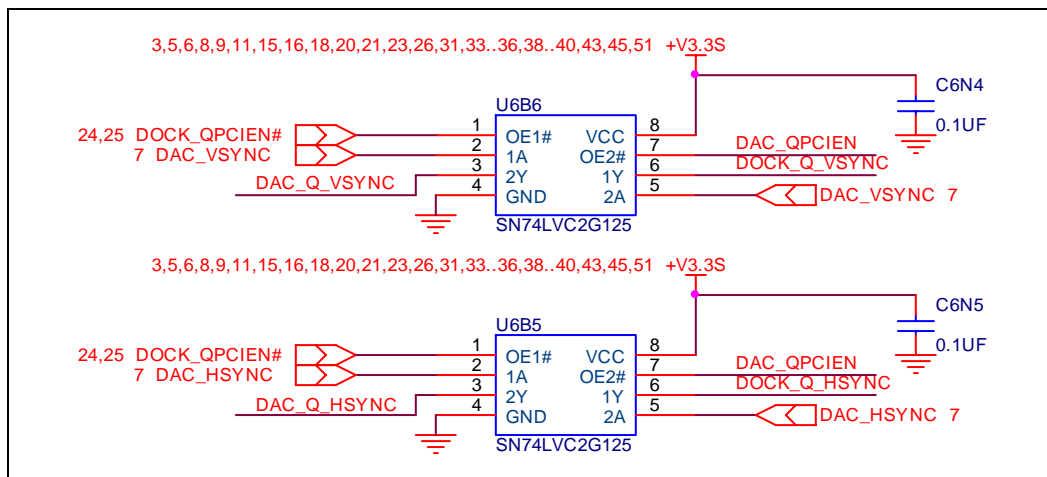 3,5,6,8,9,11,15,16,18,20,21,23,26,31,33..36,38..40,43,45,51 +V3.3S
C6N4
0.1UF
U6B6
24,25 DOCK_QPCIEN# 1 OE1# VCC 8
7 DAC_VSYNC 2 1A OE2# 7 DAC_QPCIEN
DAC_Q_VSYNC 3 2Y 1Y 6 DOCK_Q_VSYNC
4 GND 2A 5 DAC_VSYNC 7
SN74LVC2G125
3,5,6,8,9,11,15,16,18,20,21,23,26,31,33..36,38..40,43,45,51 +V3.3S
C6N5
0.1UF
U6B5
24,25 DOCK_QPCIEN# 1 OE1# VCC 8
7 DAC_HSYNC 2 1A OE2# 7 DAC_QPCIEN
DAC_Q_HSYNC 3 2Y 1Y 6 DOCK_Q_HSYNC
4 GND 2A 5 DAC_HSYNC 7
SN74LVC2G125